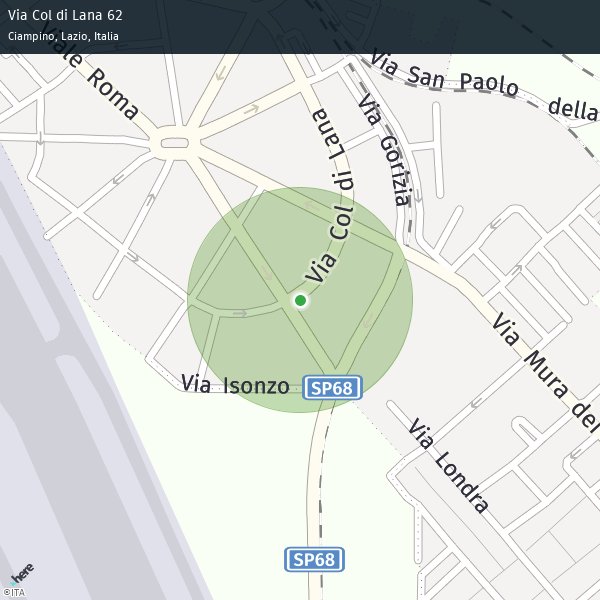 Via Col di Lana 62
Ciampino, Lazio, Italia
Viale Roma
Via San Paolo della
Via Gorizia
Via Col di Lana
Via Isonzo
SP68
Via Mura dei
Via Londra
SP68
here
©ITA